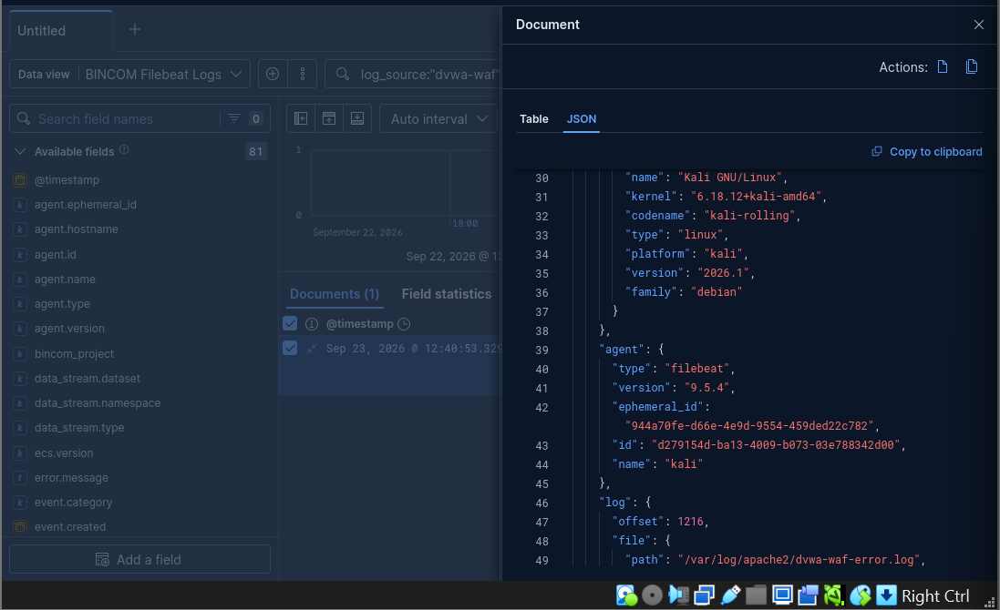 Untitled
Document
Data view
BINCOM Filebeat Logs
log_source:"dvwa-waf"
Actions:
Search field names
0
Auto interval
Table
JSON
Available fields
81
Copy to clipboard
@timestamp
agent.ephemeral_id
agent.hostname
agent.id
agent.name
agent.type
agent.version
bincom_project
data_stream.dataset
data_stream.namespace
data_stream.type
ecs.version
error.message
event.category
event.created
Add a field
1
0
18:00
September 22, 2026
Sep 22, 2026 @ 1
Documents (1)
Field statistics
@timestamp
Sep 23, 2026 @ 12:40:53.329
30 "name": "Kali GNU/Linux",
31 "kernel": "6.18.12+kali-amd64",
32 "codename": "kali-rolling",
33 "type": "linux",
34 "platform": "kali",
35 "version": "2026.1",
36 "family": "debian"
37 }
38 },
39 "agent": {
40 "type": "filebeat",
41 "version": "9.5.4",
42 "ephemeral_id":
"944a70fe-d66e-4e9d-9554-459ded22c782",
43 "id": "d279154d-ba13-4009-b073-03e788342d00",
44 "name": "kali"
45 },
46 "log": {
47 "offset": 1216,
48 "file": {
49 "path": "/var/log/apache2/dvwa-waf-error.log",
Right Ctrl